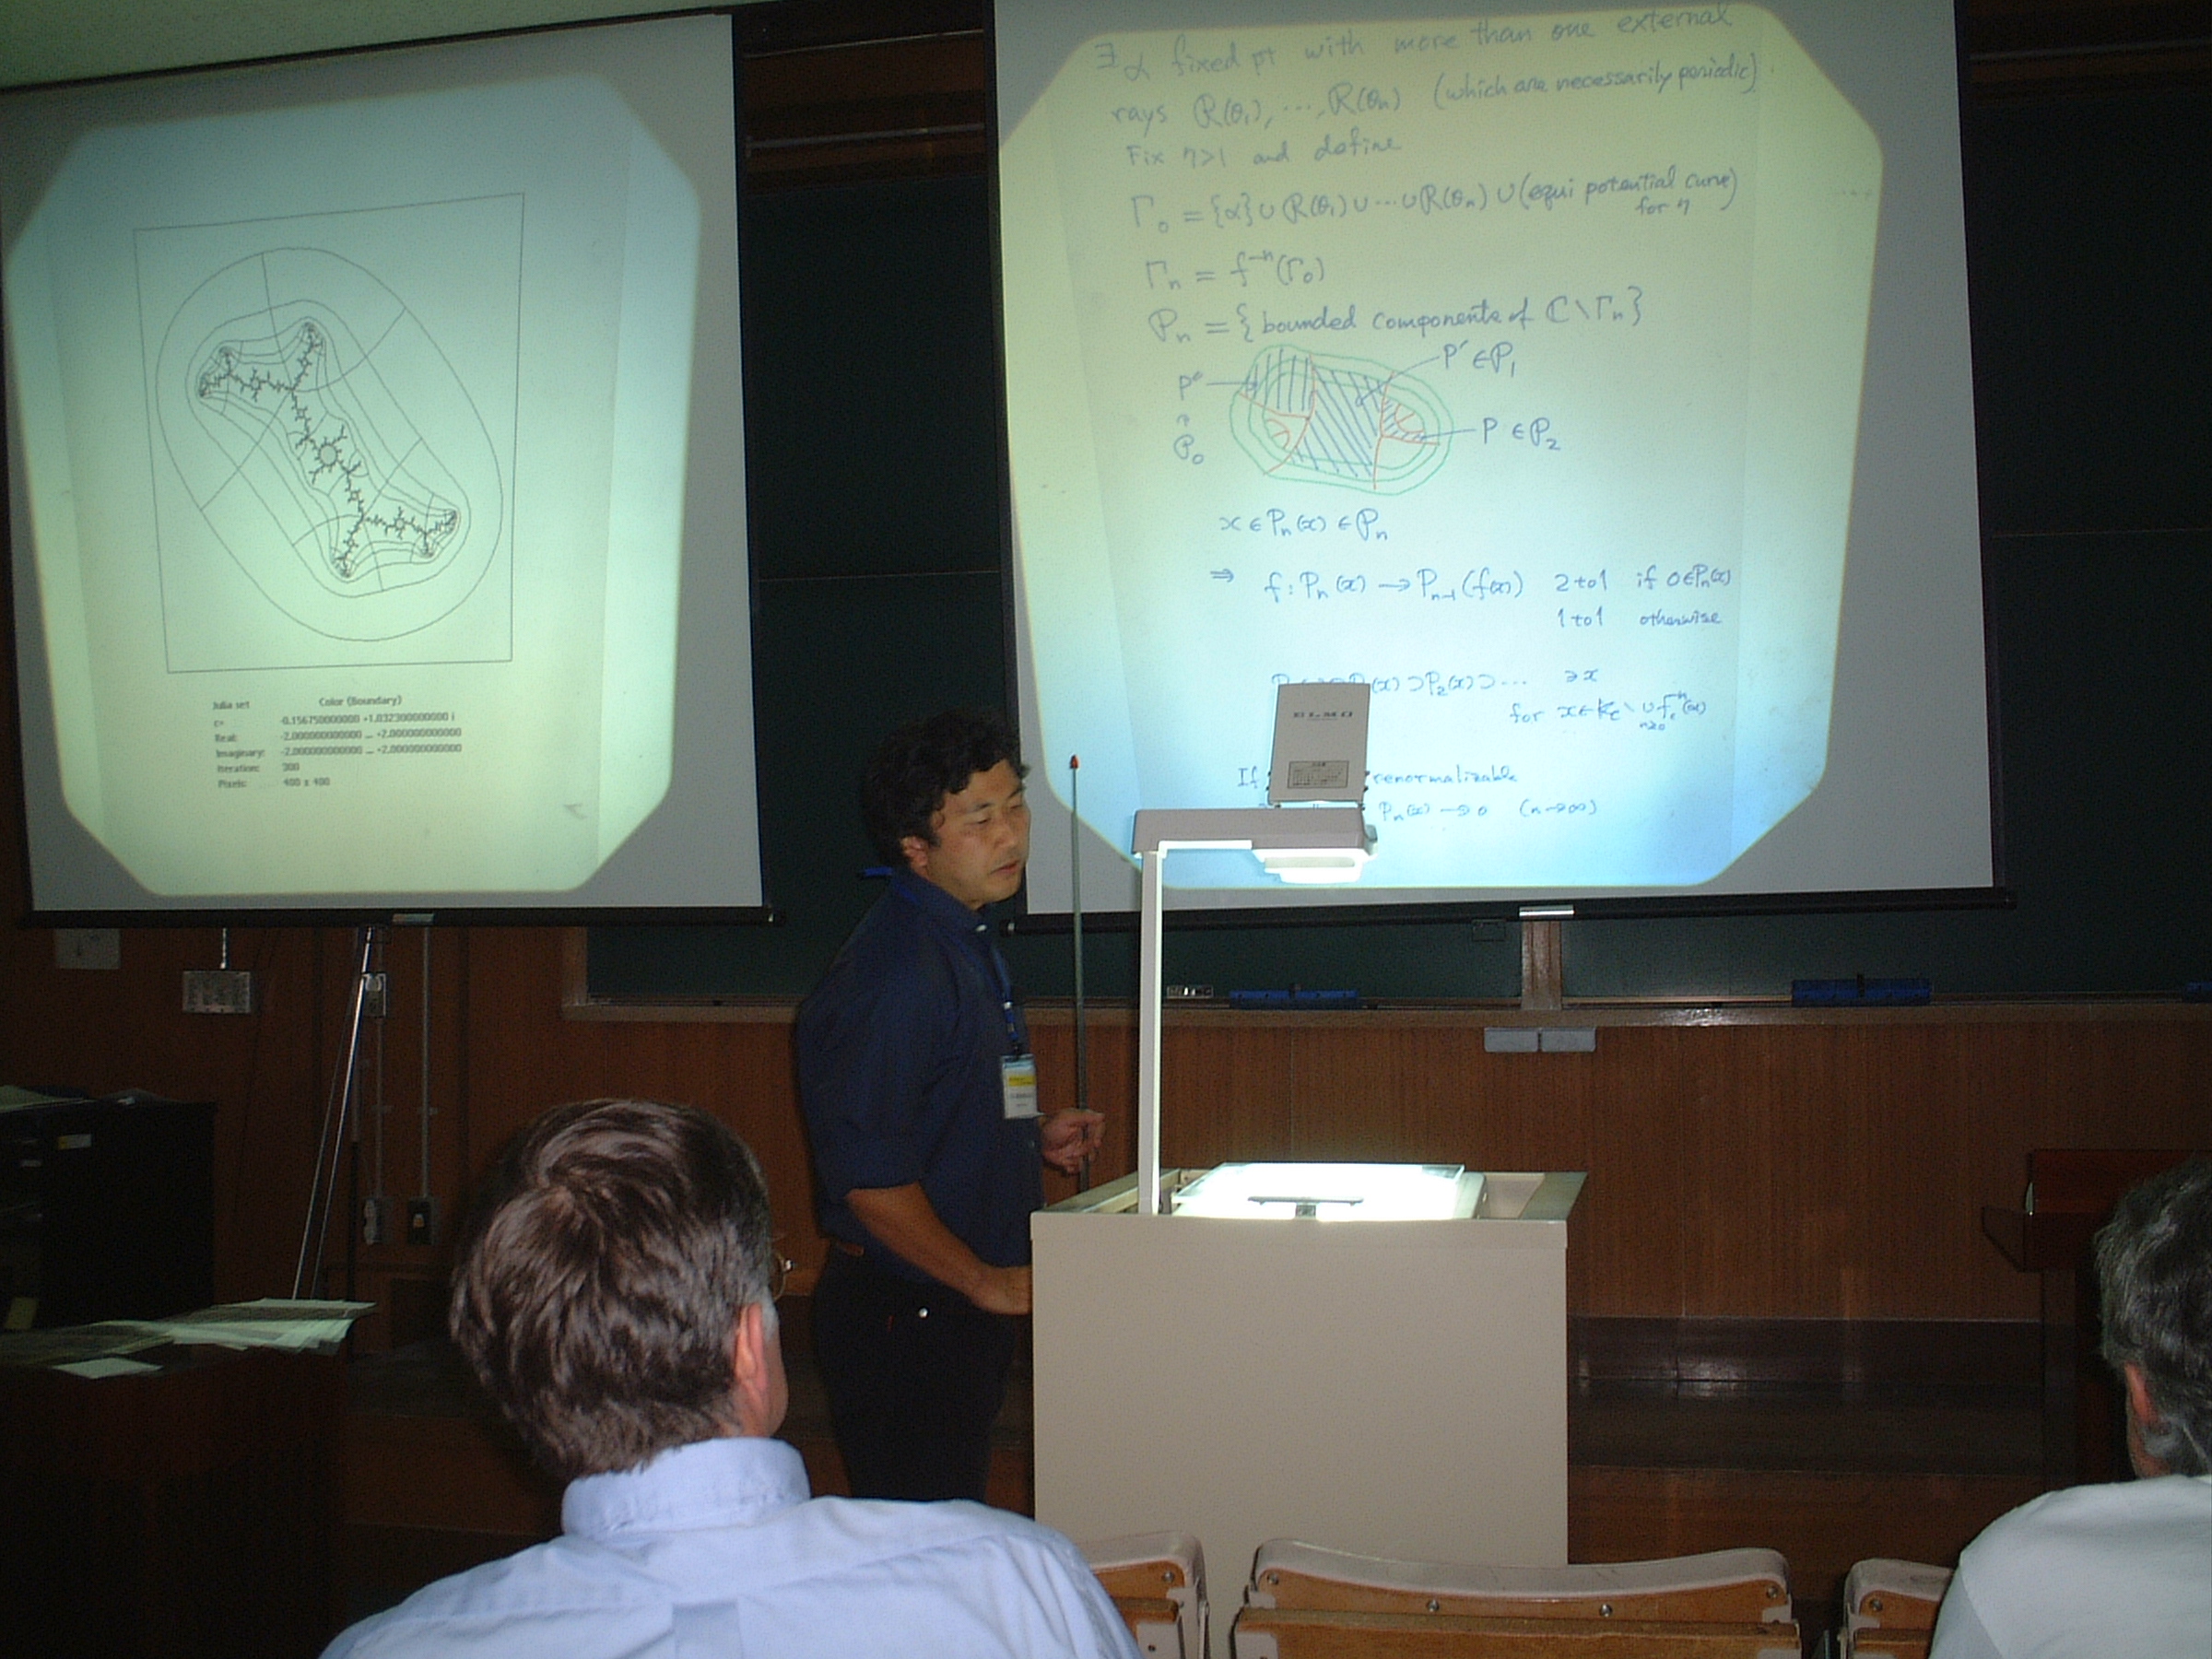 Julia set Color (Boundary)
c= -0.156750000000 +1.032300000000 i
Real: -2.000000000000 ... +2.000000000000
Imaginary: -2.000000000000 ... +2.000000000000
Iteration: 300
Pixels: 400 x 400
∃ α fixed pt with more than one external
rays R(θ₁), ..., R(θₙ) (which are necessarily periodic).
Fix η>1 and define
Γ₀ = {α} ∪ R(θ₁) ∪ ... ∪ R(θₙ) ∪ (equi potential curve)
for η
Γₙ = f⁻ⁿ(Γ₀)
Pₙ = {bounded components of ℂ \ Γₙ}
P' ∈ P₁
P''
P₀
P ∈ P₂
x ∈ Pₙ(x) ∈ Pₙ
⇒ f : Pₙ(x) → Pₙ₋₁(f(x)) 2 to 1 if 0 ∈ Pₙ(x)
1 to 1 otherwise
(x) ⊃ P₂(x) ⊃ ... ∋ x
for x ∈ K_c \ ∪ f_c⁻ⁿ(α)
n≥0
ELMO
If renormalizable
Pₙ(x) → 0 (n→∞)